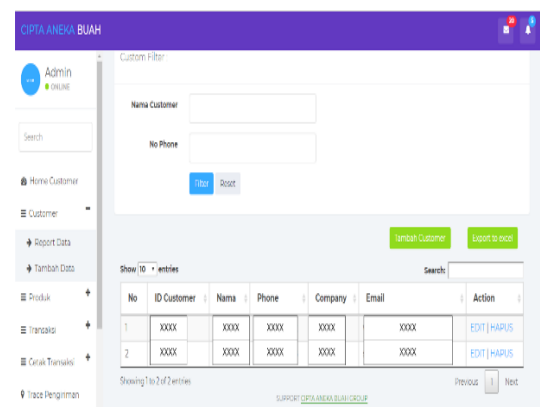 CIPTA ANEKA BUAH
Admin
ONLINE
Search
Home Customer
Customer
Report Data
Tambah Data
Produk
Transaksi
Cetak Transaksi
Trace Pengiriman
Custom Filter
Nama Customer
No Phone
Filter Reset
Tambah Customer Export to excel
Show 10 entries Search:
No ID Customer Nama Phone Company Email Action
1 XXXX XXXX XXXX XXXX XXXX EDIT | HAPUS
2 XXXX XXXX XXXX XXXX XXXX EDIT | HAPUS
Showing 1 to 2 of 2 entries Previous 1 Next
SUPPORT CIPTA ANEKA BUAH GROUP